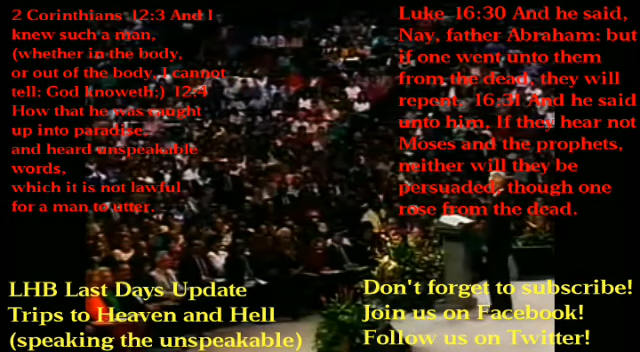 2 Corinthians 12:3 And I
knew such a man,
(whether in the body,
or out of the body, I cannot
tell: God knoweth;) 12:4
How that he was caught
up into paradise,
and heard unspeakable
words,
which it is not lawful
for a man to utter.
Luke 16:30 And he said,
Nay, father Abraham: but
if one went unto them
from the dead, they will
repent. 16:31 And he said
unto him, If they hear not
Moses and the prophets,
neither will they be
persuaded, though one
rose from the dead.
LHB Last Days Update
Trips to Heaven and Hell
(speaking the unspeakable)
Don't forget to subscribe!
Join us on Facebook!
Follow us on Twitter!